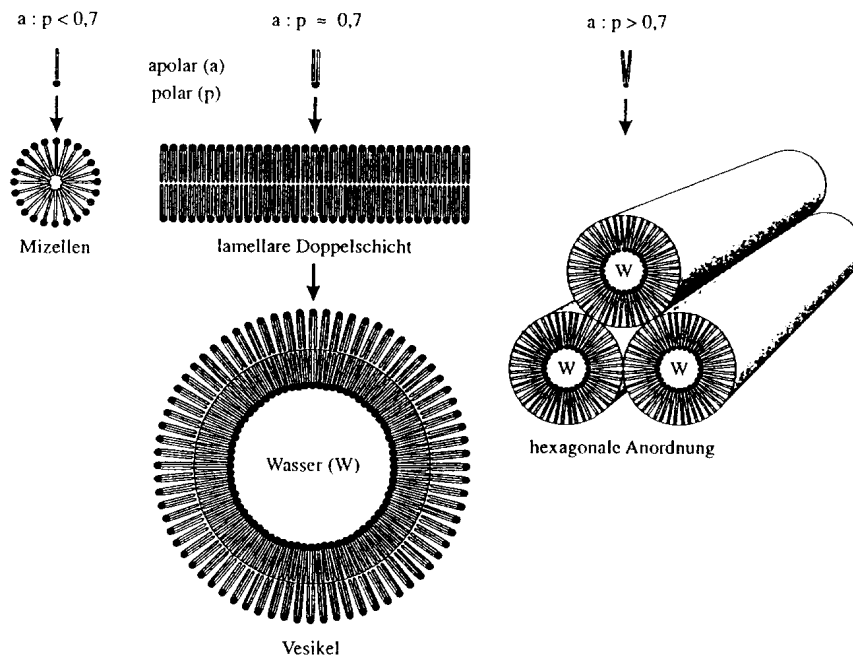 a : p < 0,7
a : p ≈ 0,7
a : p > 0,7
apolar (a)
polar (p)
Mizellen
lamellare Doppelschicht
W
W
W
hexagonale Anordnung
Wasser (W)
Vesikel